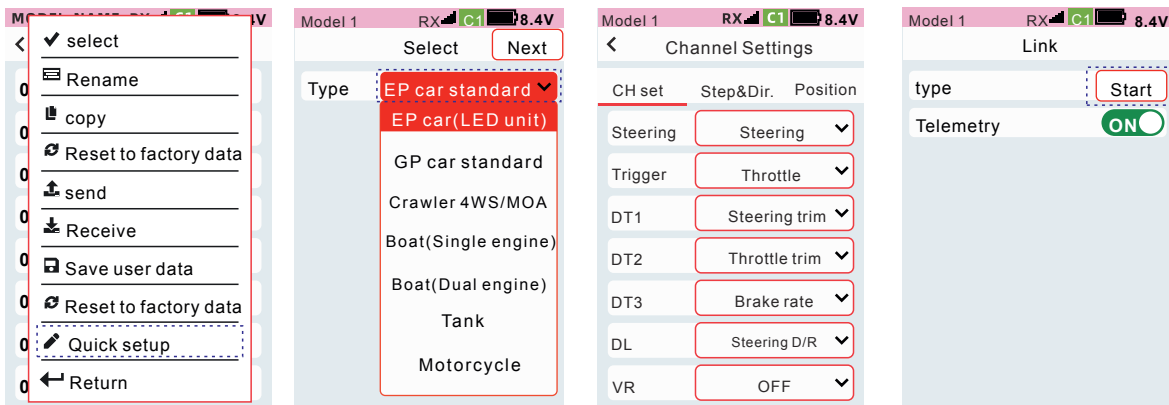 select
Rename
copy
Reset to factory data
send
Receive
Save user data
Reset to factory data
Quick setup
Return
Model 1 RX C1 8.4V
Select Next
Type EP car standard
EP car(LED unit)
GP car standard
Crawler 4WS/MOA
Boat(Single engine)
Boat(Dual engine)
Tank
Motorcycle
Model 1 RX C1 8.4V
Channel Settings
CH set Step&Dir. Position
Steering Steering
Trigger Throttle
DT1 Steering trim
DT2 Throttle trim
DT3 Brake rate
DL Steering D/R
VR OFF
Model 1 RX C1 8.4V
Link
type Start
Telemetry ON